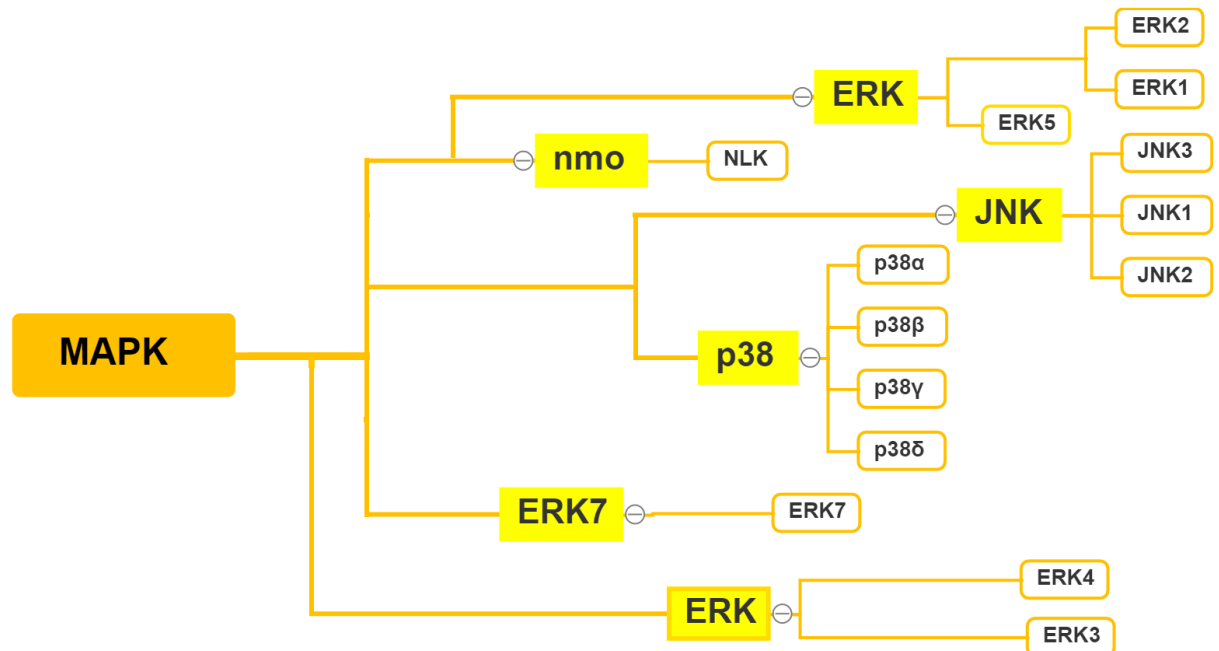 ERK2
ERK
ERK1
ERK5
nmo
NLK
JNK3
JNK
JNK1
JNK2
p38α
p38β
MAPK
p38
p38γ
p38δ
ERK7
ERK7
ERK4
ERK
ERK3